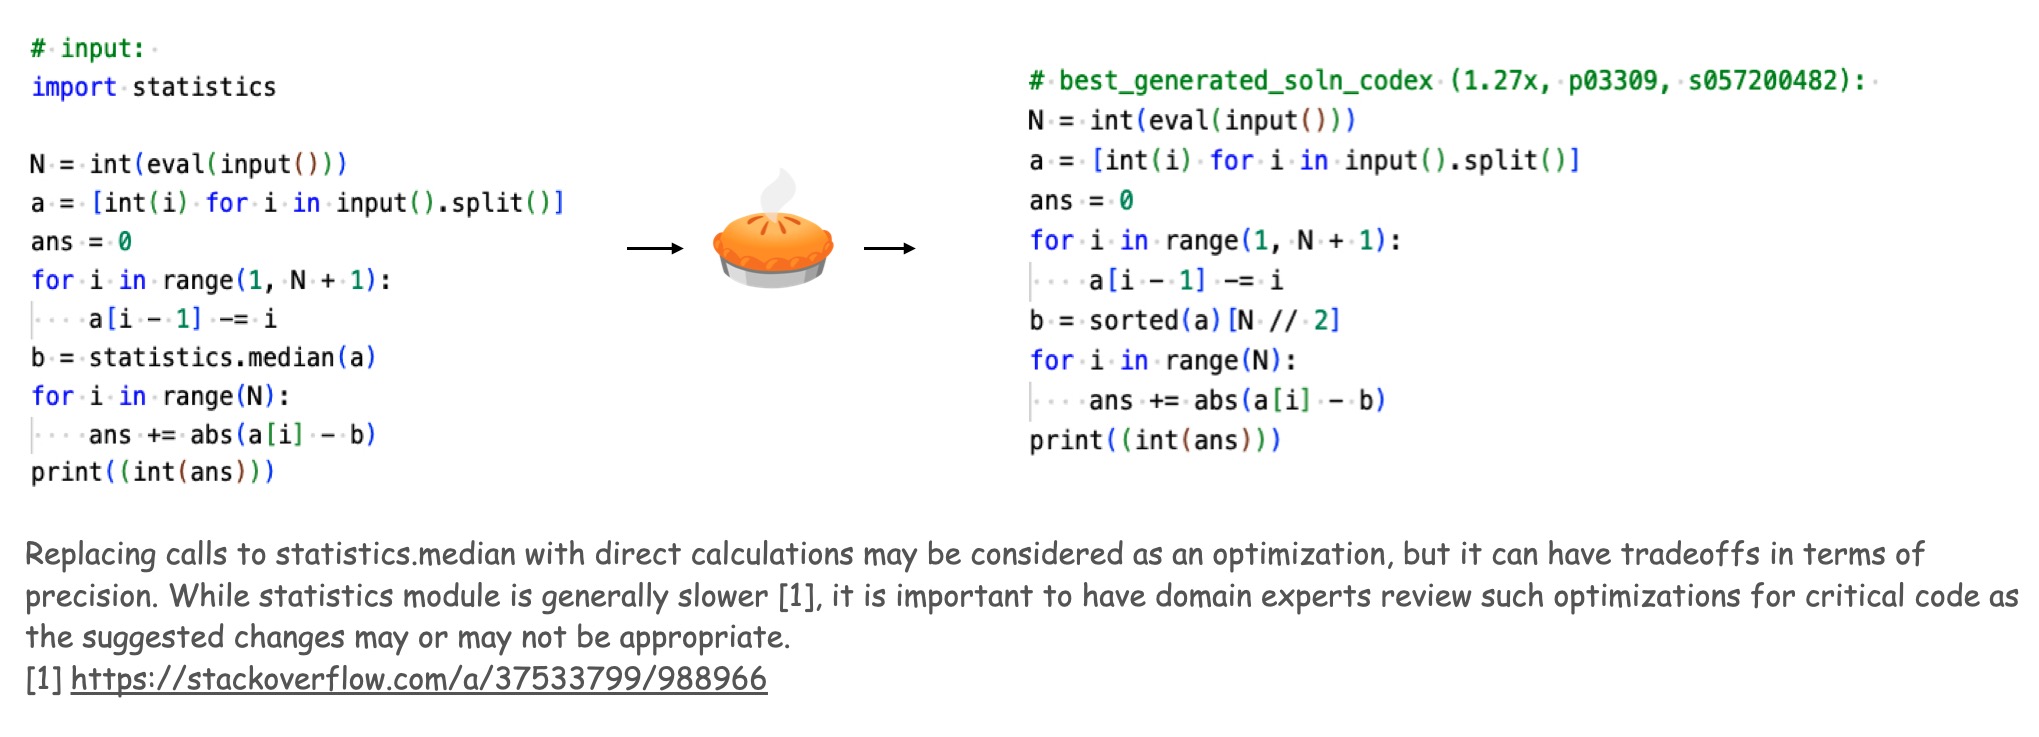 # input:
import statistics

N = int(eval(input()))
a = [int(i) for i in input().split()]
ans = 0
for i in range(1, N + 1):
    a[i - 1] -= i
b = statistics.median(a)
for i in range(N):
    ans += abs(a[i] - b)
print((int(ans)))
# best_generated_soln_codex (1.27x, p03309, s057200482):
N = int(eval(input()))
a = [int(i) for i in input().split()]
ans = 0
for i in range(1, N + 1):
    a[i - 1] -= i
b = sorted(a)[N // 2]
for i in range(N):
    ans += abs(a[i] - b)
print((int(ans)))
Replacing calls to statistics.median with direct calculations may be considered as an optimization, but it can have tradeoffs in terms of
precision. While statistics module is generally slower [1], it is important to have domain experts review such optimizations for critical code as
the suggested changes may or may not be appropriate.
[1] https://stackoverflow.com/a/37533799/988966